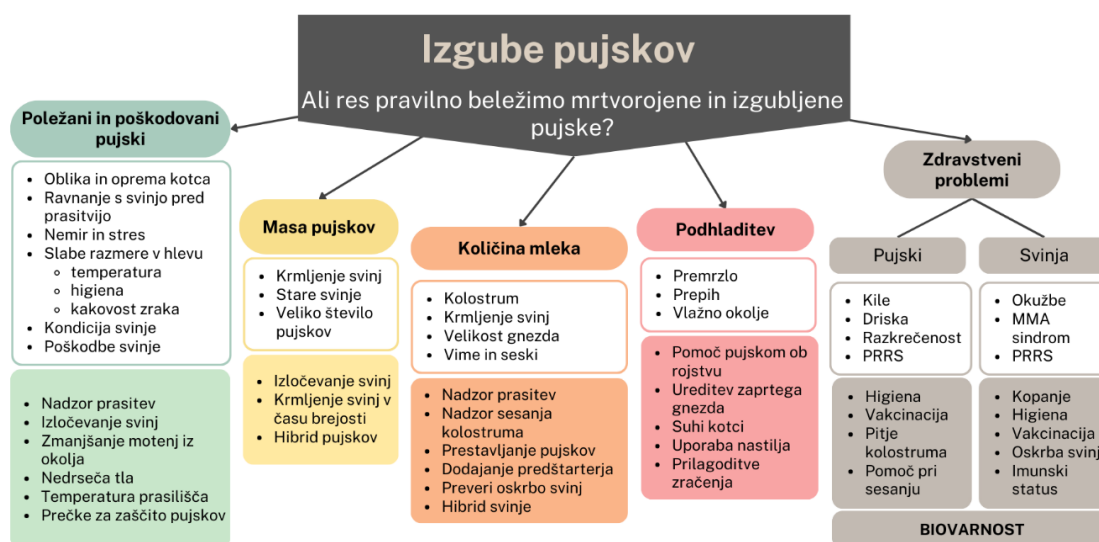 Izgube pujskov
Ali res pravilno beležimo mrtvorojene in izgubljene
pujske?
Poležani in poškodovani
pujski
• Oblika in oprema kotca
• Ravnanje s svinjo pred
prasitvijo
• Nemir in stres
• Slabe razmere v hlevu
◦ temperatura
◦ higiena
◦ kakovost zraka
• Kondicija svinje
• Poškodbe svinje
• Nadzor prasitev
• Izločevanje svinj
• Zmanjšanje motenj iz
okolja
• Nedrseča tla
• Temperatura prasilišča
• Prečke za zaščito pujskov
Masa pujskov
• Krmljenje svinj
• Stare svinje
• Veliko število
pujskov
• Izločevanje svinj
• Krmljenje svinj v
času brejosti
• Hibrid pujskov
Količina mleka
• Kolostrum
• Krmljenje svinj
• Velikost gnezda
• Vime in seski
• Nadzor prasitev
• Nadzor sesanja
kolostruma
• Prestavljanje pujskov
• Dodajanje predštarterja
• Preveri oskrbo svinj
• Hibrid svinje
Podhladitev
• Premrzlo
• Prepih
• Vlažno okolje
• Pomoč pujskom ob
rojstvu
• Ureditev zaprtega
gnezda
• Suhi kotci
• Uporaba nastilja
• Prilagoditve
zračenja
Zdravstveni
problemi
Pujski
• Kile
• Driska
• Razkrečenost
• PRRS
• Higiena
• Vakcinacija
• Pitje
kolostruma
• Pomoč pri
sesanju
Svinja
• Okužbe
• MMA
sindrom
• PRRS
• Kopanje
• Higiena
• Vakcinacija
• Oskrba svinj
• Imunski
status
BIOVARNOST